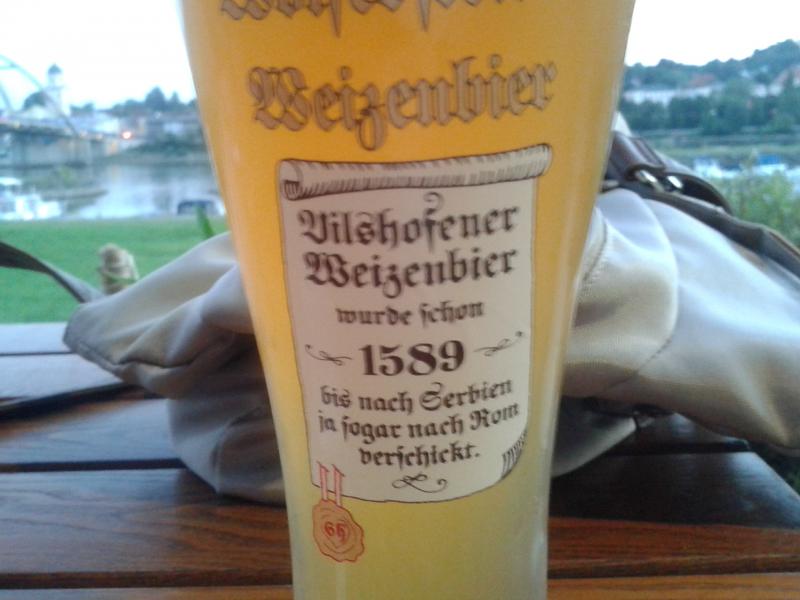 Weizenbier
Vilshofener
Weizenbier
wurde schon
1589
bis nach Serbien
ja sogar nach Rom
verschickt.